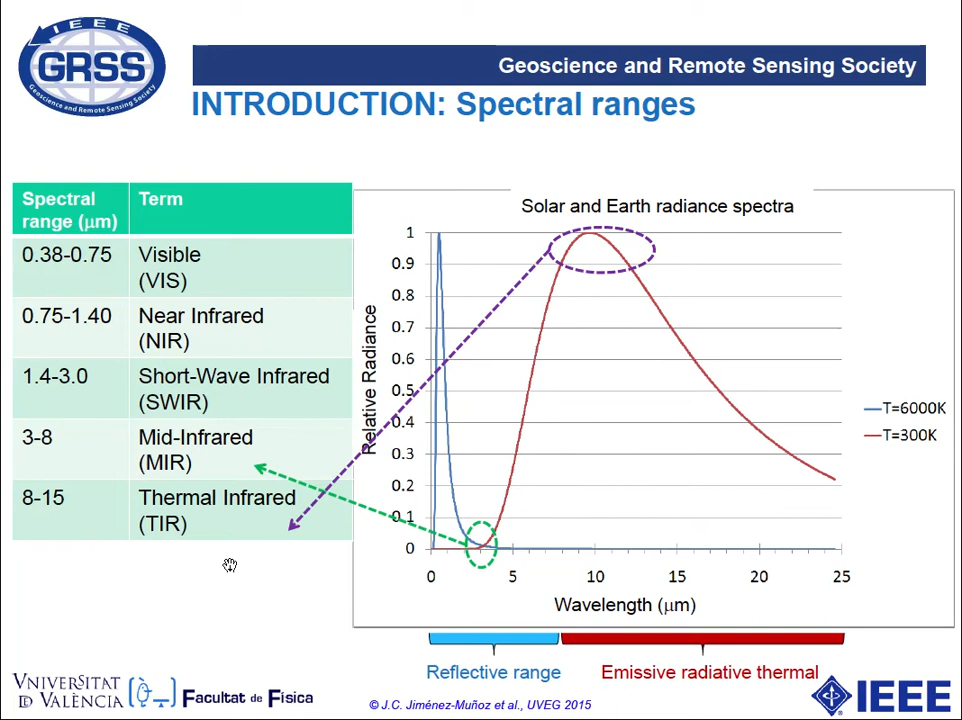 IEEE
GRSS
Geoscience and Remote Sensing Society
Geoscience and Remote Sensing Society
INTRODUCTION: Spectral ranges
Spectral range (μm)
Term
0.38-0.75
Visible
(VIS)
0.75-1.40
Near Infrared
(NIR)
1.4-3.0
Short-Wave Infrared
(SWIR)
3-8
Mid-Infrared
(MIR)
8-15
Thermal Infrared
(TIR)
Solar and Earth radiance spectra
Relative Radiance
1
0.9
0.8
0.7
0.6
0.5
0.4
0.3
0.2
0.1
0
0 5 10 15 20 25
Wavelength (μm)
T=6000K
T=300K
Reflective range
Emissive radiative thermal
VNIVERSITAT
DE VALÈNCIA
Facultat de Física
© J.C. Jiménez-Muñoz et al., UVEG 2015
IEEE